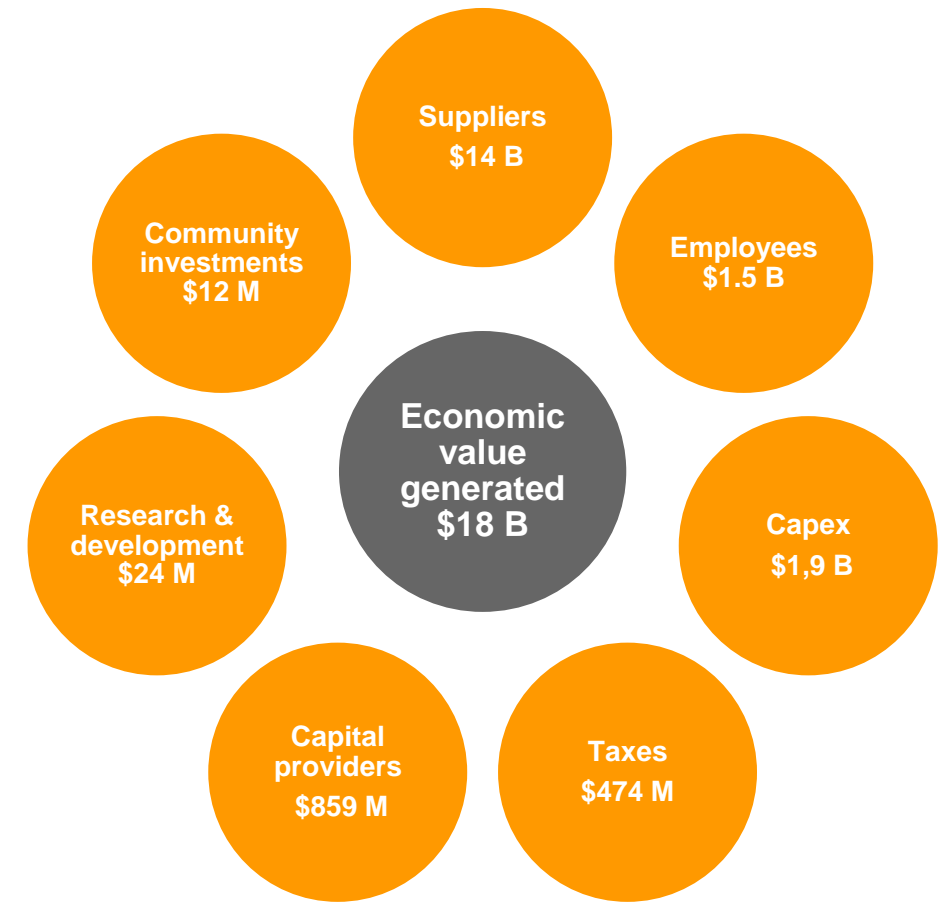 Suppliers
$14 B
Employees
$1.5 B
Capex
$1,9 B
Taxes
$474 M
Capital
providers
$859 M
Research &
development
$24 M
Community
investments
$12 M
Economic
value
generated
$18 B